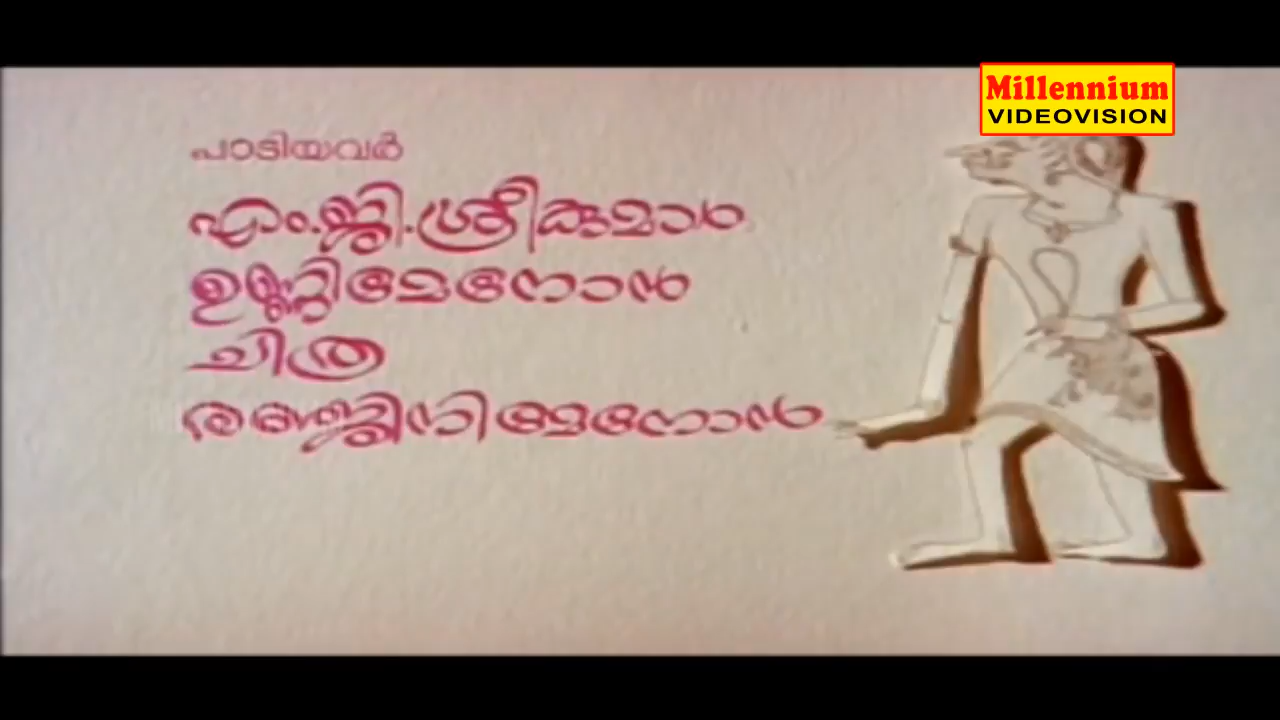 Millennium
VIDEOVISION
പാടിയവർ
എം.ജി.ശ്രീകുമാർ
ഉണ്ണിമേനോൻ
ചിത്ര
രഞ്ജിനിമേനോൻ